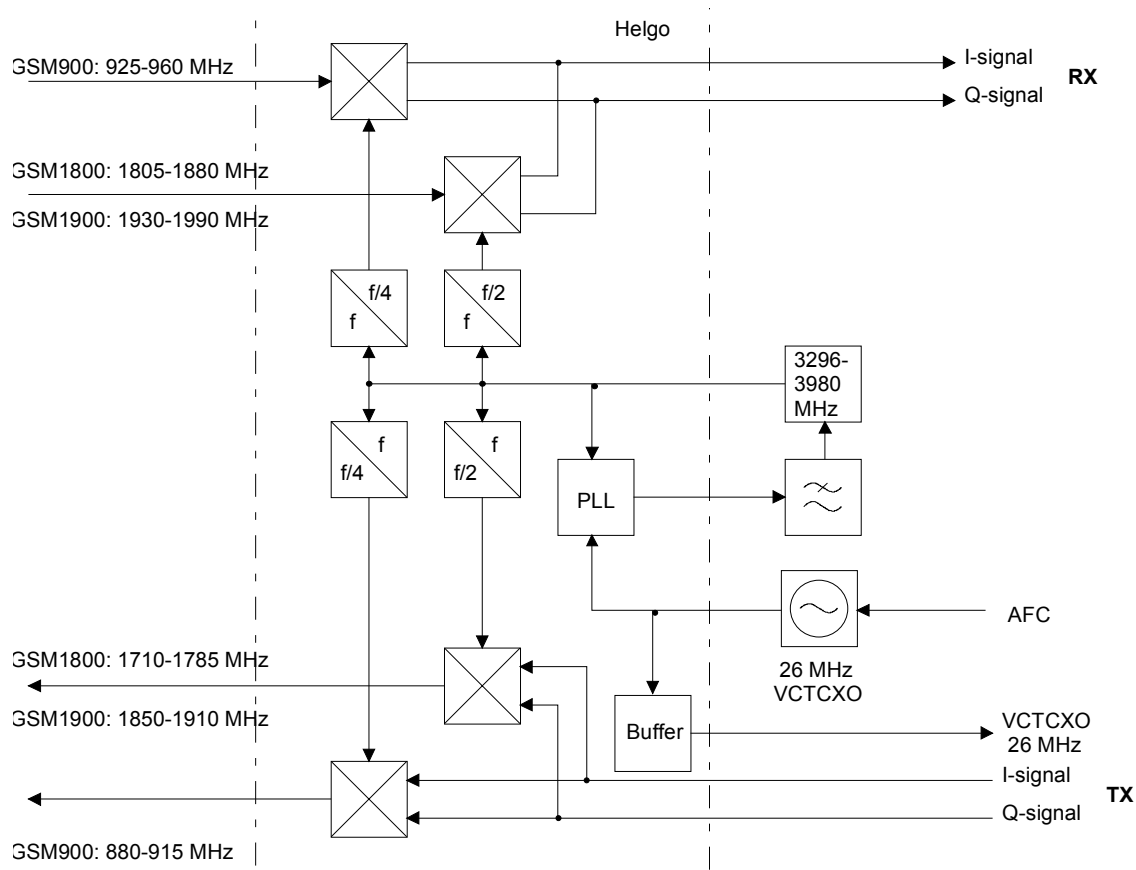 Helgo
GSM900: 925-960 MHz
I-signal
RX
Q-signal
GSM1800: 1805-1880 MHz
GSM1900: 1930-1990 MHz
f/4
f
f/2
f
3296-
3980
MHz
f
f/4
f
f/2
PLL
AFC
26 MHz
VCTCXO
GSM1800: 1710-1785 MHz
GSM1900: 1850-1910 MHz
Buffer
VCTCXO
26 MHz
I-signal
TX
Q-signal
GSM900: 880-915 MHz